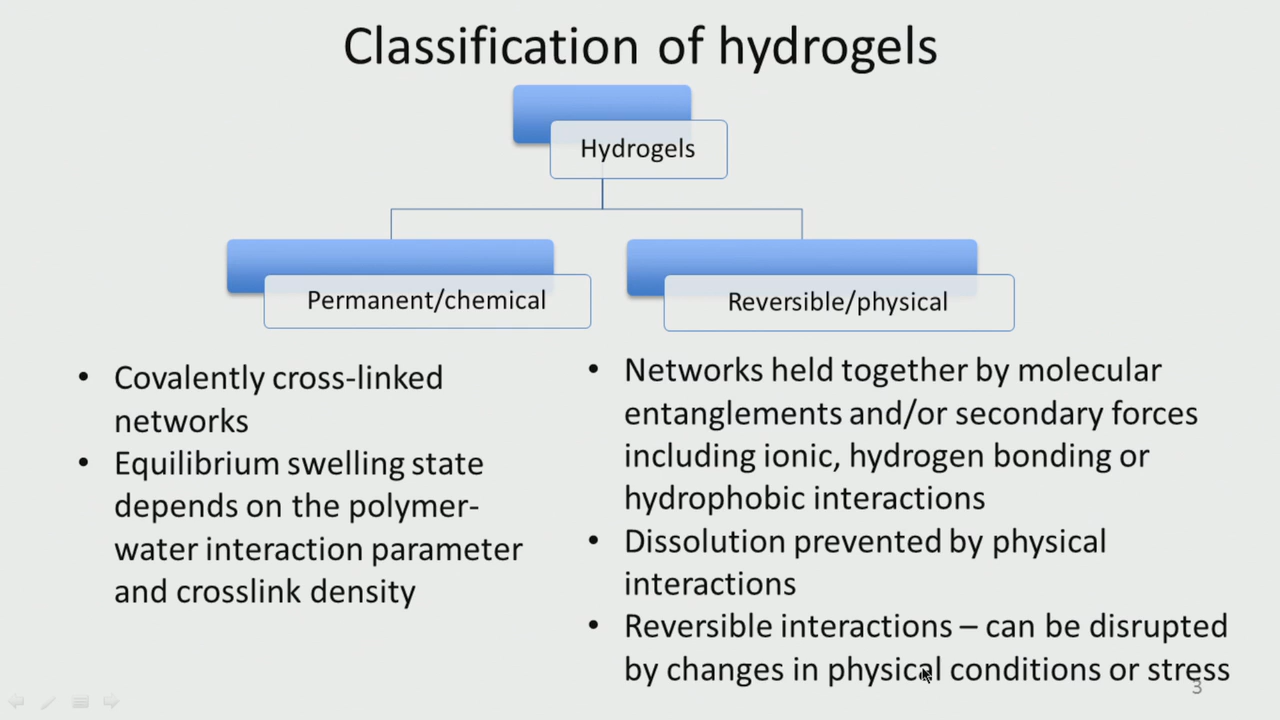 Classification of hydrogels
Hydrogels
Permanent/chemical
Reversible/physical
• Covalently cross-linked
networks
• Equilibrium swelling state
depends on the polymer-
water interaction parameter
and crosslink density
• Networks held together by molecular
entanglements and/or secondary forces
including ionic, hydrogen bonding or
hydrophobic interactions
• Dissolution prevented by physical
interactions
• Reversible interactions – can be disrupted
by changes in physical conditions or stress
3